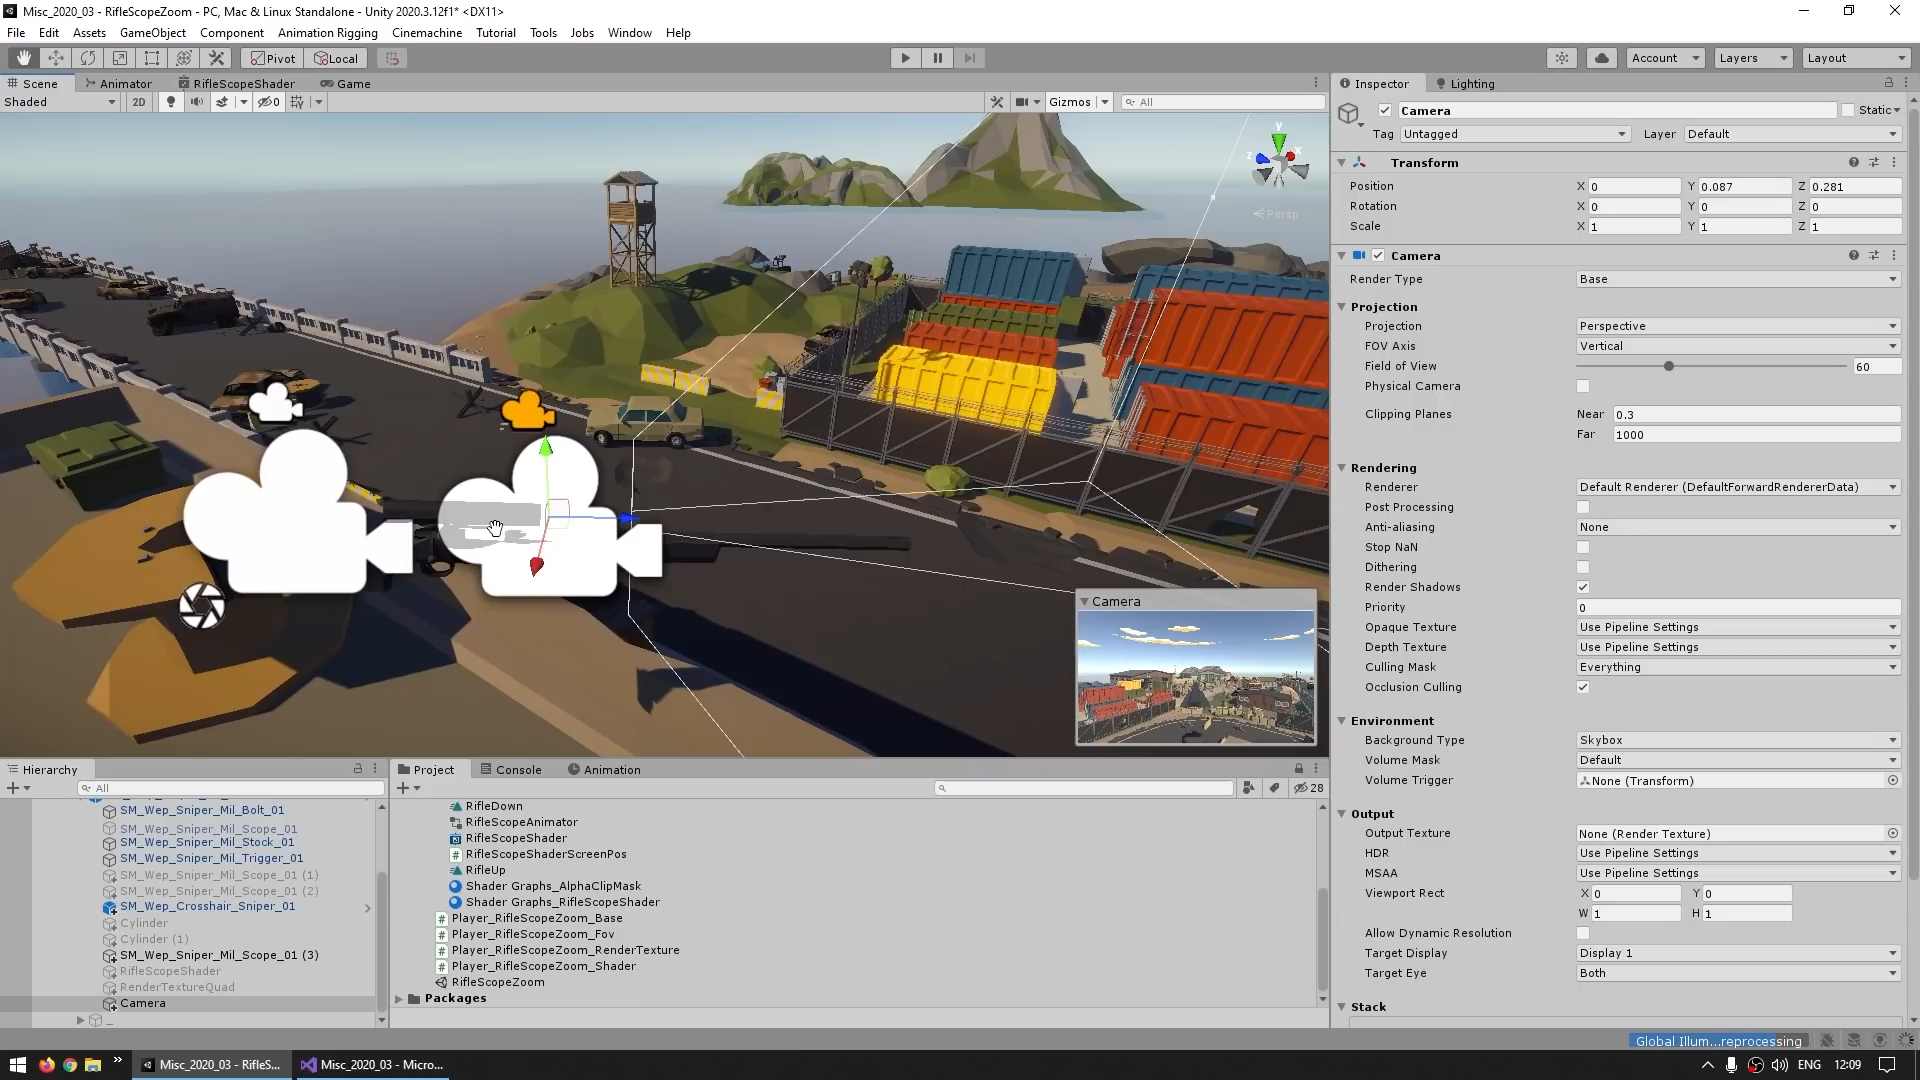 Misc_2020_03 - RifleScopeZoom - PC, Mac & Linux Standalone - Unity 2020.3.12f1* <DX11>
File Edit Assets GameObject Component Animation Rigging Cinemachine Tutorial Tools Jobs Window Help
Pivot Local Account Layers Layout
Scene Animator RifleScopeShader Game
Shaded 2D 0 Gizmos All
y
z x
Persp
Camera
Inspector Lighting
Camera Static
Tag Untagged Layer Default
Transform
Position X 0 Y 0.087 Z 0.281
Rotation X 0 Y 0 Z 0
Scale X 1 Y 1 Z 1
Camera
Render Type Base
Projection
Projection Perspective
FOV Axis Vertical
Field of View 60
Physical Camera
Clipping Planes Near 0.3
Far 1000
Rendering
Renderer Default Renderer (DefaultForwardRendererData)
Post Processing
Anti-aliasing None
Stop NaN
Dithering
Render Shadows
Priority 0
Opaque Texture Use Pipeline Settings
Depth Texture Use Pipeline Settings
Culling Mask Everything
Occlusion Culling
Environment
Background Type Skybox
Volume Mask Default
Volume Trigger None (Transform)
Output
Output Texture None (Render Texture)
HDR Use Pipeline Settings
MSAA Use Pipeline Settings
Viewport Rect X 0 Y 0
W 1 H 1
Allow Dynamic Resolution
Target Display Display 1
Target Eye Both
Stack
Hierarchy
All
SM_Wep_Sniper_Mil_Bolt_01
SM_Wep_Sniper_Mil_Scope_01
SM_Wep_Sniper_Mil_Stock_01
SM_Wep_Sniper_Mil_Trigger_01
SM_Wep_Sniper_Mil_Scope_01 (1)
SM_Wep_Sniper_Mil_Scope_01 (2)
SM_Wep_Crosshair_Sniper_01
Cylinder
Cylinder (1)
SM_Wep_Sniper_Mil_Scope_01 (3)
RifleScopeShader
RenderTextureQuad
Camera
_
Project Console Animation
28
RifleDown
RifleScopeAnimator
RifleScopeShader
RifleScopeShaderScreenPos
RifleUp
Shader Graphs_AlphaClipMask
Shader Graphs_RifleScopeShader
Player_RifleScopeZoom_Base
Player_RifleScopeZoom_Fov
Player_RifleScopeZoom_RenderTexture
Player_RifleScopeZoom_Shader
RifleScopeZoom
Packages
Global Illum...reprocessing
Misc_2020_03 - RifleS...
Misc_2020_03 - Micro...
ENG 12:09